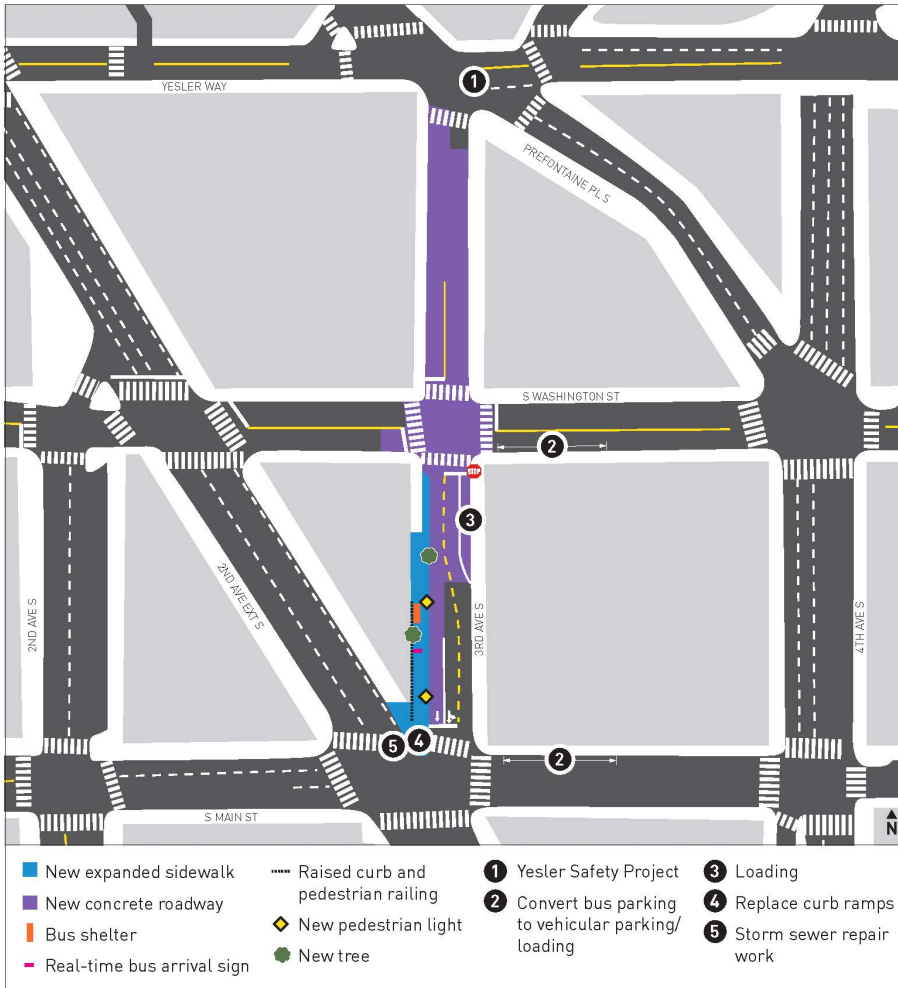 1
YESLER WAY
PREFONTAINE PL S
S WASHINGTON ST
2
STOP
3
2ND AVE S
2ND AVE EXT S
3RD AVE S
4TH AVE S
5
4
2
S MAIN ST
N
New expanded sidewalk
New concrete roadway
Bus shelter
Real-time bus arrival sign
Raised curb and
pedestrian railing
New pedestrian light
New tree
1 Yesler Safety Project
2 Convert bus parking
to vehicular parking/
loading
3 Loading
4 Replace curb ramps
5 Storm sewer repair
work